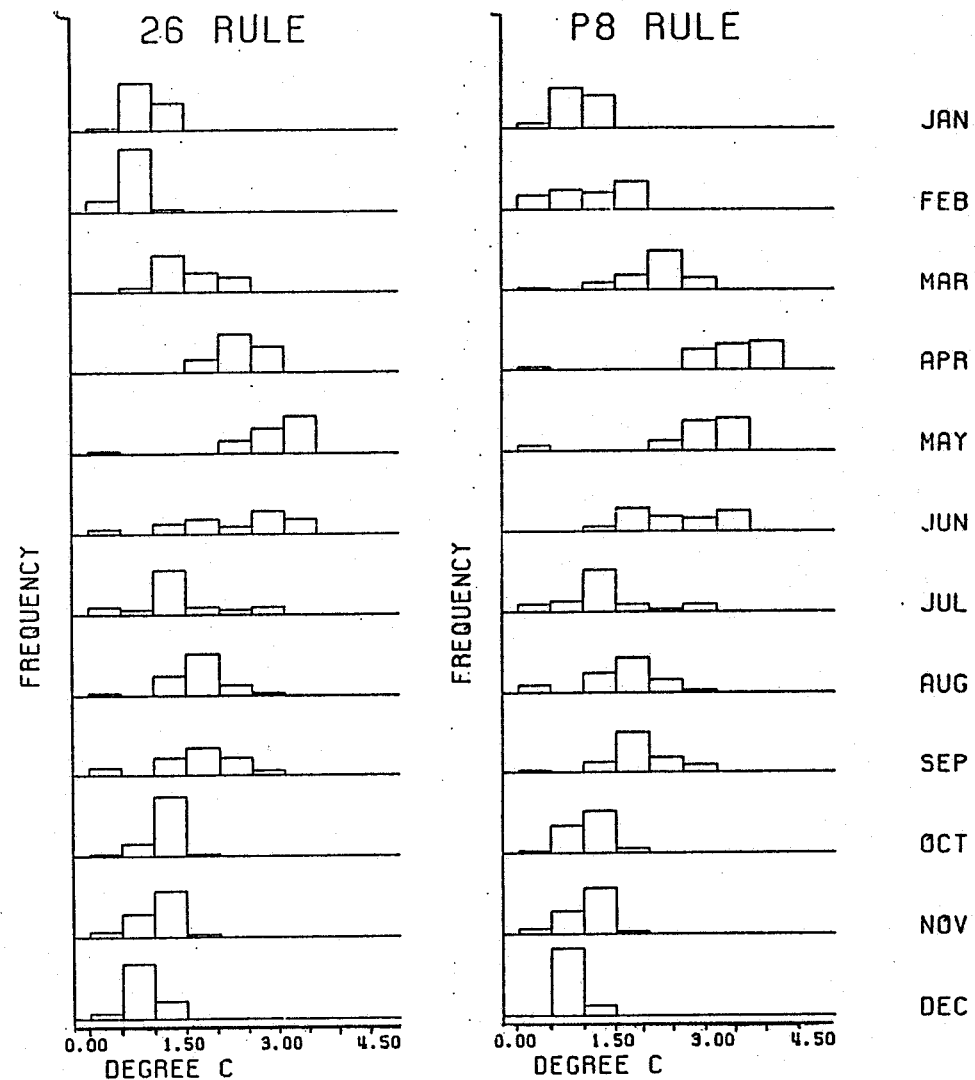 26 RULE
P8 RULE
JAN
FEB
MAR
APR
MAY
JUN
JUL
AUG
SEP
OCT
NOV
DEC
FREQUENCY
FREQUENCY
0.00 1.50 3.00 4.50
DEGREE C
0.00 1.50 3.00 4.50
DEGREE C